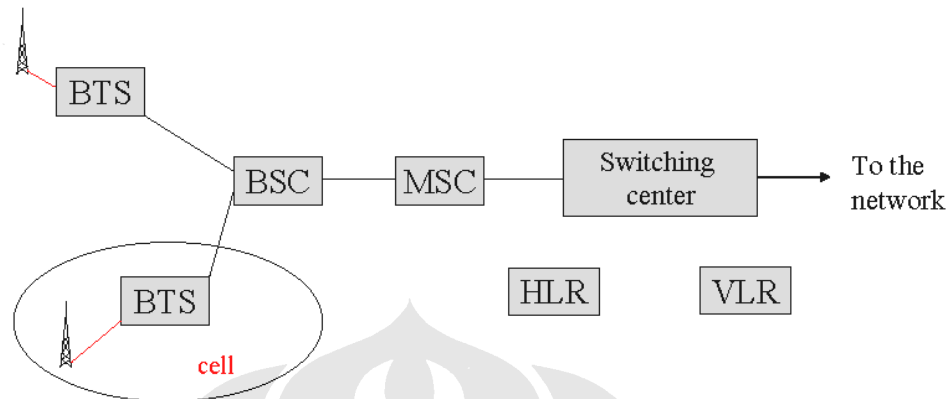 BTS
BSC
MSC
Switching
center
To the
network
BTS
cell
HLR
VLR